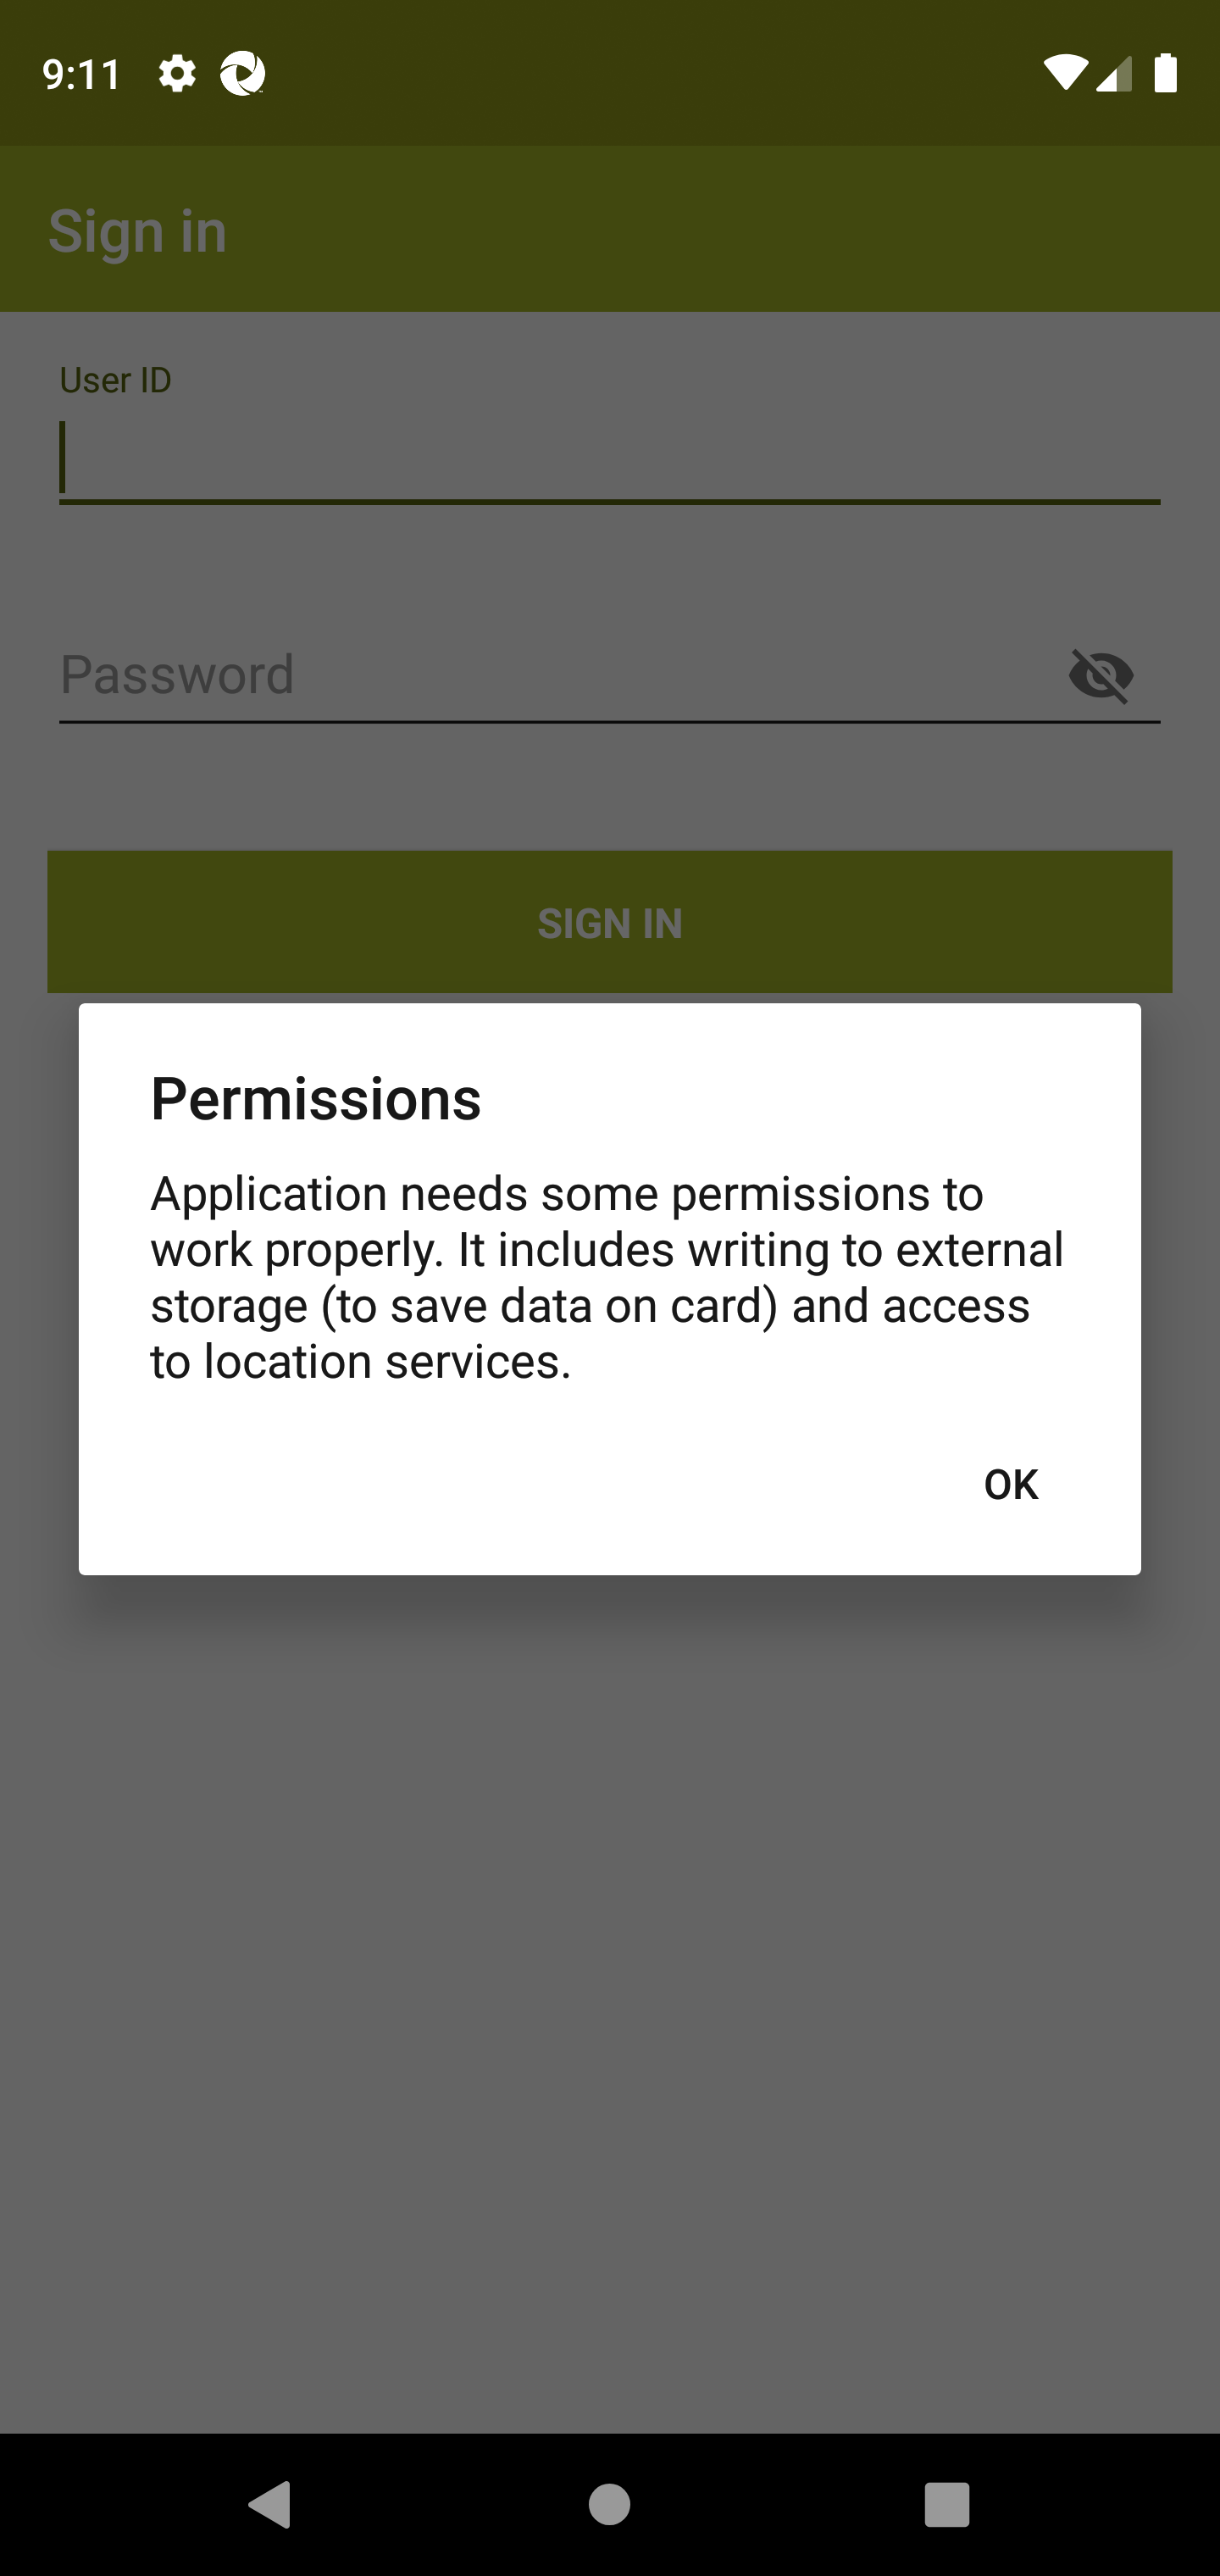 9:11
Sign in
User ID
Password
SIGN IN
Permissions
Application needs some permissions to
work properly. It includes writing to external
storage (to save data on card) and access
to location services.
OK